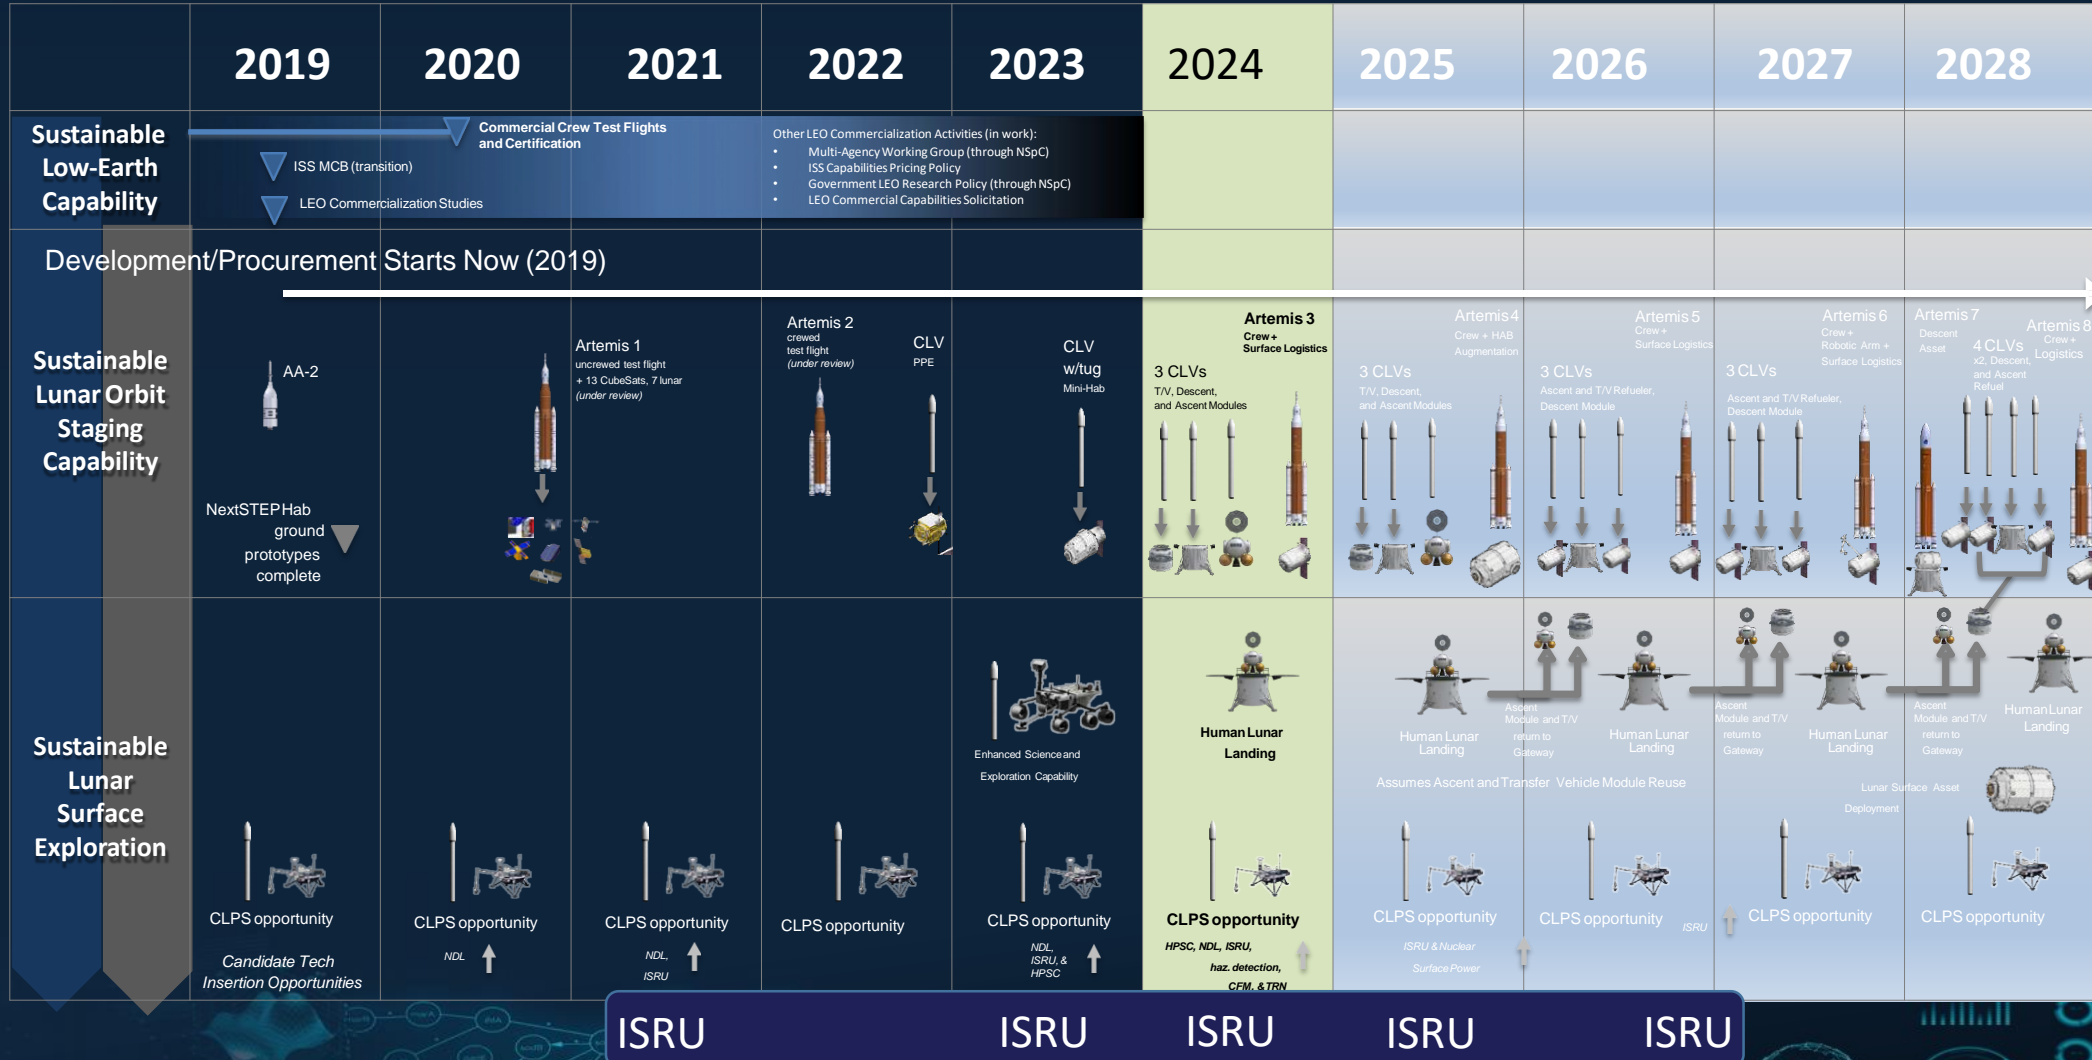 2019
2020
2021
2022
2023
2024
2025
2026
2027
2028
Sustainable
Low-Earth
Capability
Commercial Crew Test Flights
and Certification
ISS MCB (transition)
LEO Commercialization Studies
Other LEO Commercialization Activities (in work):
• Multi-Agency Working Group (through NSpC)
• ISS Capabilities Pricing Policy
• Government LEO Research Policy (through NSpC)
• LEO Commercial Capabilities Solicitation
Development/Procurement Starts Now (2019)
Sustainable
Lunar Orbit
Staging
Capability
AA-2
NextSTEP Hab
ground
prototypes
complete
Artemis 1
uncrewed test flight
+ 13 CubeSats, 7 lunar
(under review)
Artemis 2
crewed
test flight
(under review)
CLV
PPE
CLV
w/tug
Mini-Hab
Artemis 3
Crew +
Surface Logistics
3 CLVs
T/V, Descent,
and Ascent Modules
Artemis 4
Crew + HAB
Augmentation
3 CLVs
T/V, Descent,
and Ascent Modules
Artemis 5
Crew +
Surface Logistics
3 CLVs
Ascent and T/V Refueler,
Descent Module
Artemis 6
Crew +
Robotic Arm +
Surface Logistics
3 CLVs
Ascent and T/V Refueler,
Descent Module
Artemis 7
Descent
Asset
4 CLVs
x2, Descent,
and Ascent
Refuel
Artemis 8
Crew +
Logistics
Sustainable
Lunar
Surface
Exploration
Enhanced Science and
Exploration Capability
Human Lunar
Landing
Human Lunar
Landing
Ascent
Module and T/V
return to
Gateway
Human Lunar
Landing
Ascent
Module and T/V
return to
Gateway
Human Lunar
Landing
Ascent
Module and T/V
return to
Gateway
Human Lunar
Landing
Assumes Ascent and Transfer Vehicle Module Reuse
Lunar Surface Asset
Deployment
CLPS opportunity
Candidate Tech
Insertion Opportunities
CLPS opportunity
NDL
CLPS opportunity
NDL,
ISRU
CLPS opportunity
CLPS opportunity
NDL,
ISRU, &
HPSC
CLPS opportunity
HPSC, NDL, ISRU,
haz. detection,
CFM, & TRN
CLPS opportunity
ISRU & Nuclear
Surface Power
CLPS opportunity
ISRU
CLPS opportunity
CLPS opportunity
ISRU
ISRU
ISRU
ISRU
ISRU